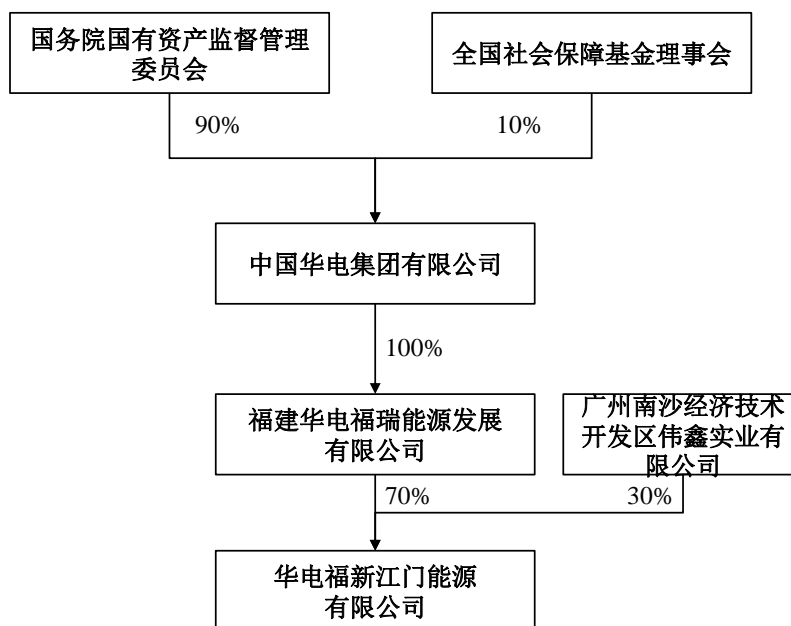 国务院国有资产监督管理
委员会
全国社会保障基金理事会
90%
10%
中国华电集团有限公司
100%
福建华电福瑞能源发展
有限公司
广州南沙经济技术
开发区伟鑫实业有
限公司
70%
30%
华电福新江门能源
有限公司